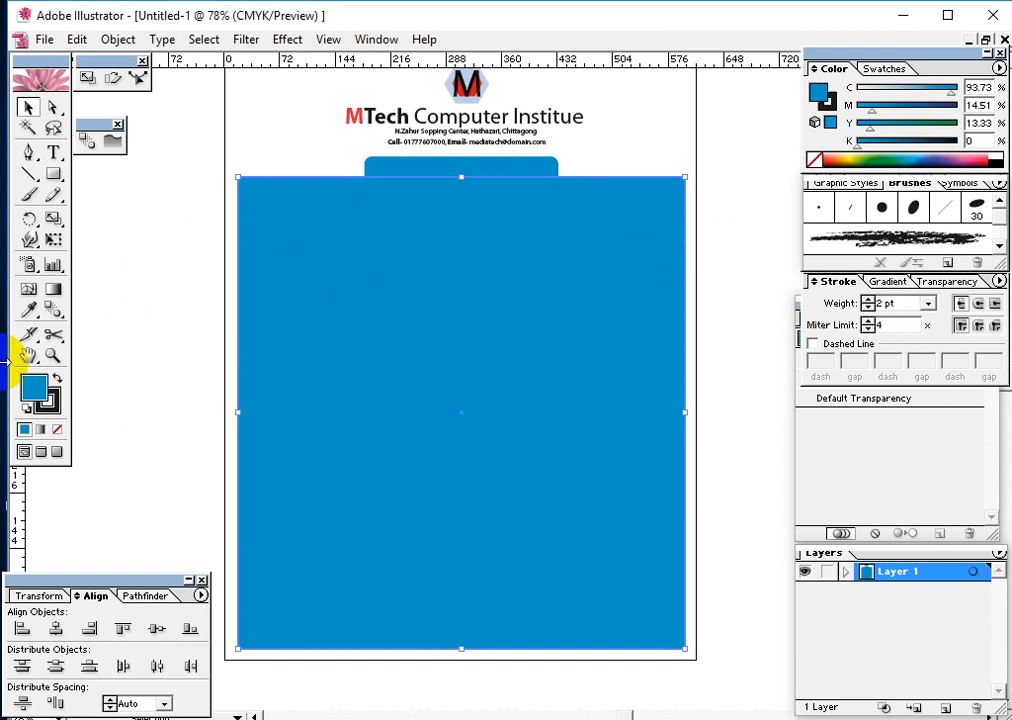 Adobe Illustrator - [Untitled-1 @ 78% (CMYK/Preview) ]
File Edit Object Type Select Filter Effect View Window Help
72 0 72 144 216 288 360 432 504 576 648 720
M
MTech Computer Institue
N.Zahur Sopping Center, Hathazari, Chittagong
Call- 01777607000, Email- mediatech@domain.com
Color Swatches
C 93.73 %
M 14.51 %
Y 13.33 %
K 0 %
Graphic Styles Brushes Symbols
30
Stroke Gradient Transparency
Weight: 2 pt
Miter Limit: 4 x
Dashed Line
dash gap dash gap dash gap
Default Transparency
Layers
Layer 1
1 Layer
Transform Align Pathfinder
Align Objects:
Distribute Objects:
Distribute Spacing:
Auto